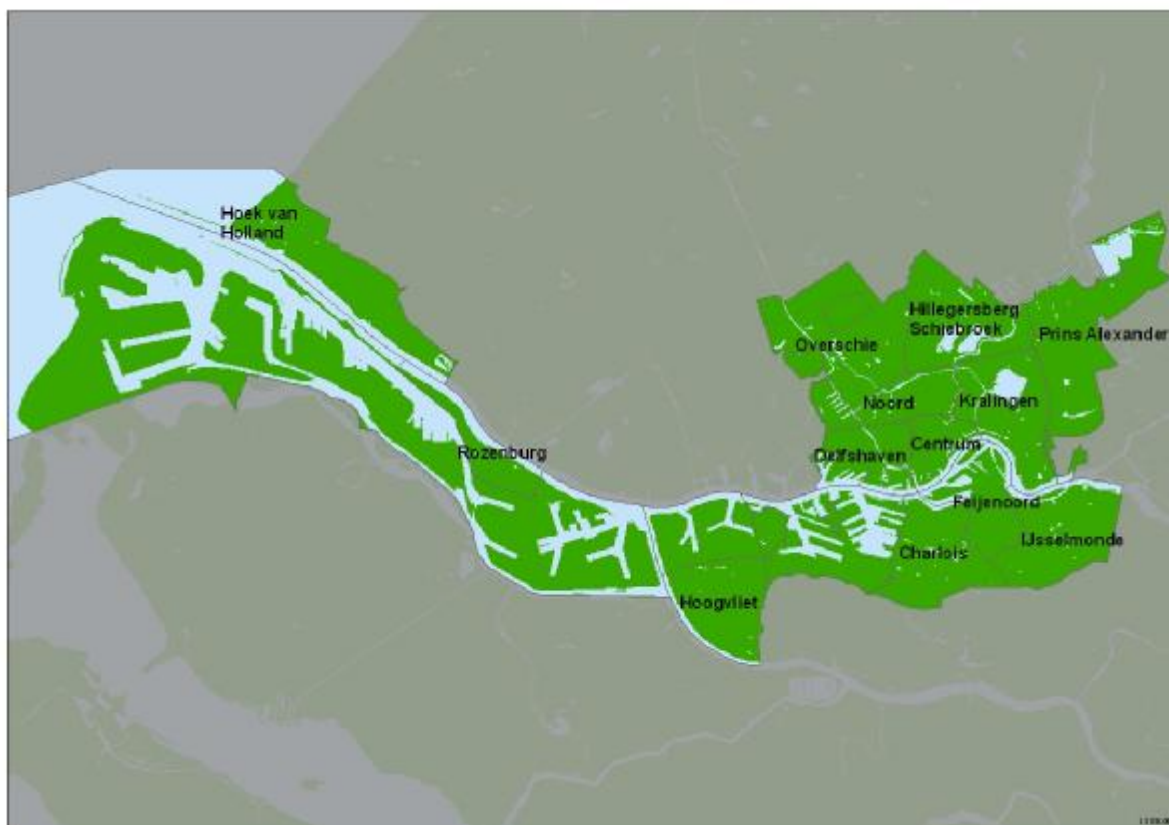 Hoek van
Holland
Hillegersberg
Schiebroek
Prins Alexander
Overschie
Noord
Kralingen
Centrum
Delfshaven
Rozenburg
Feijenoord
IJsselmonde
Charlois
Hoogvliet